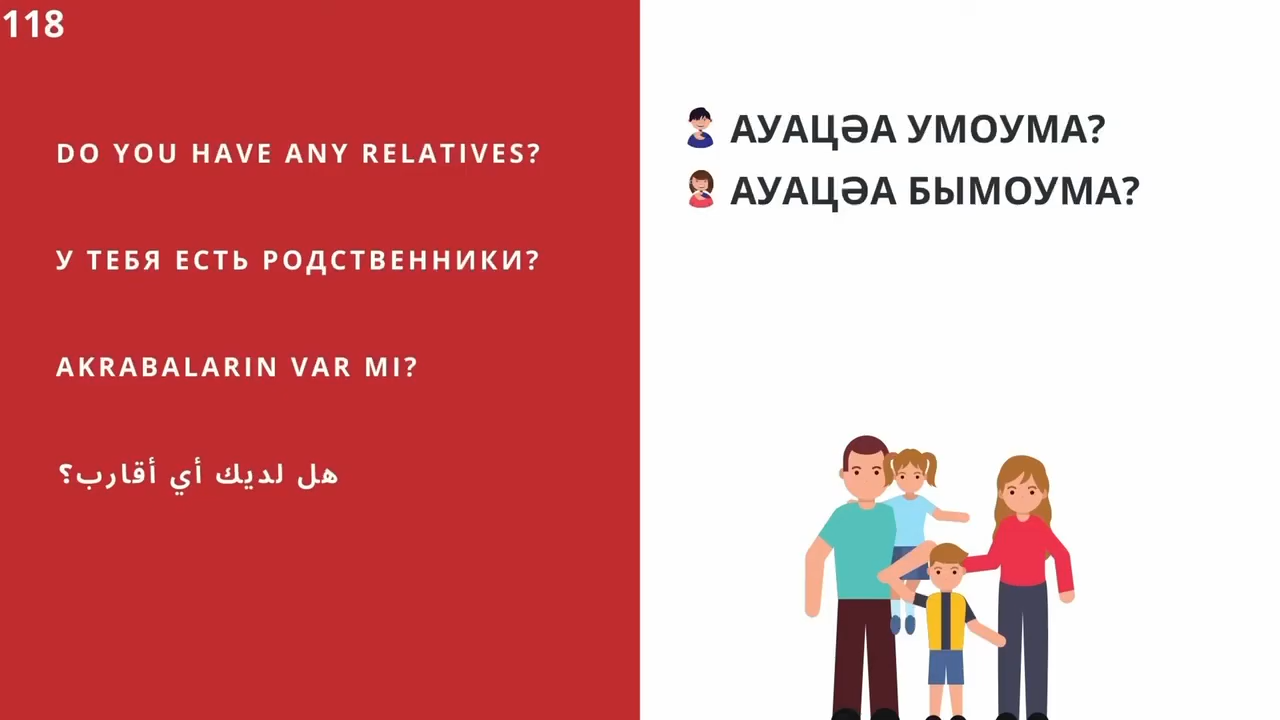 118
DO YOU HAVE ANY RELATIVES?
У ТЕБЯ ЕСТЬ РОДСТВЕННИКИ?
AKRABALARIN VAR MI?
هل لديك أي أقارب؟
АУАЦӘА УМОУМА?
АУАЦӘА БЫМОУМА?